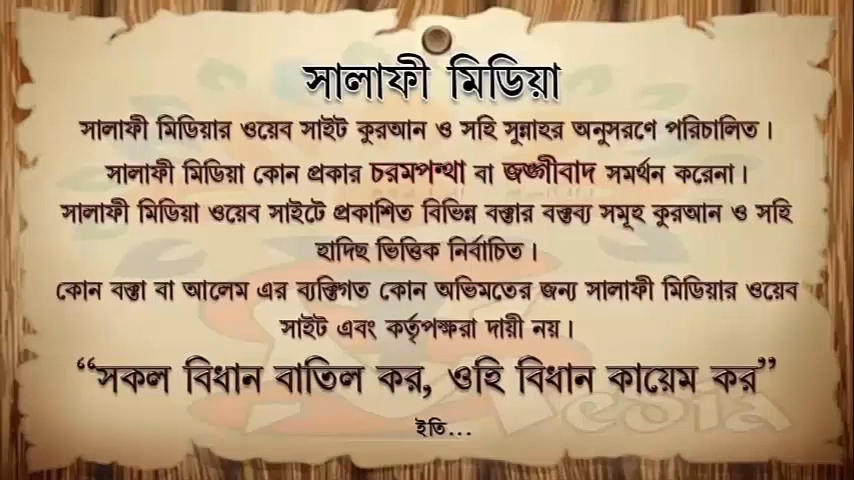 সালাফী মিডিয়া
সালাফী মিডিয়ার ওয়েব সাইট কুরআন ও সহি সুন্নাহর অনুসরণে পরিচালিত।
সালাফী মিডিয়া কোন প্রকার চরমপন্থা বা জঙ্গীবাদ সমর্থন করেনা।
সালাফী মিডিয়া ওয়েব সাইটে প্রকাশিত বিভিন্ন বক্তার বক্তব্য সমূহ কুরআন ও সহি
হাদিছ ভিত্তিক নির্বাচিত।
কোন বক্তা বা আলেম এর ব্যক্তিগত কোন অভিমতের জন্য সালাফী মিডিয়ার ওয়েব
সাইট এবং কর্তৃপক্ষরা দায়ী নয়।
“সকল বিধান বাতিল কর, ওহি বিধান কায়েম কর”
ইতি...